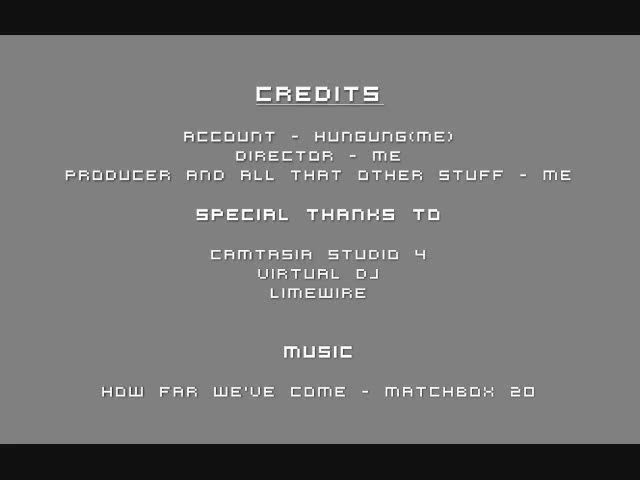 CREDITS
ACCOUNT - HUNGUNG(ME)
DIRECTOR - ME
PRODUCER AND ALL THAT OTHER STUFF - ME
SPECIAL THANKS TO
CAMTASIA STUDIO 4
VIRTUAL DJ
LIMEWIRE
MUSIC
HOW FAR WE'VE COME - MATCHBOX 20